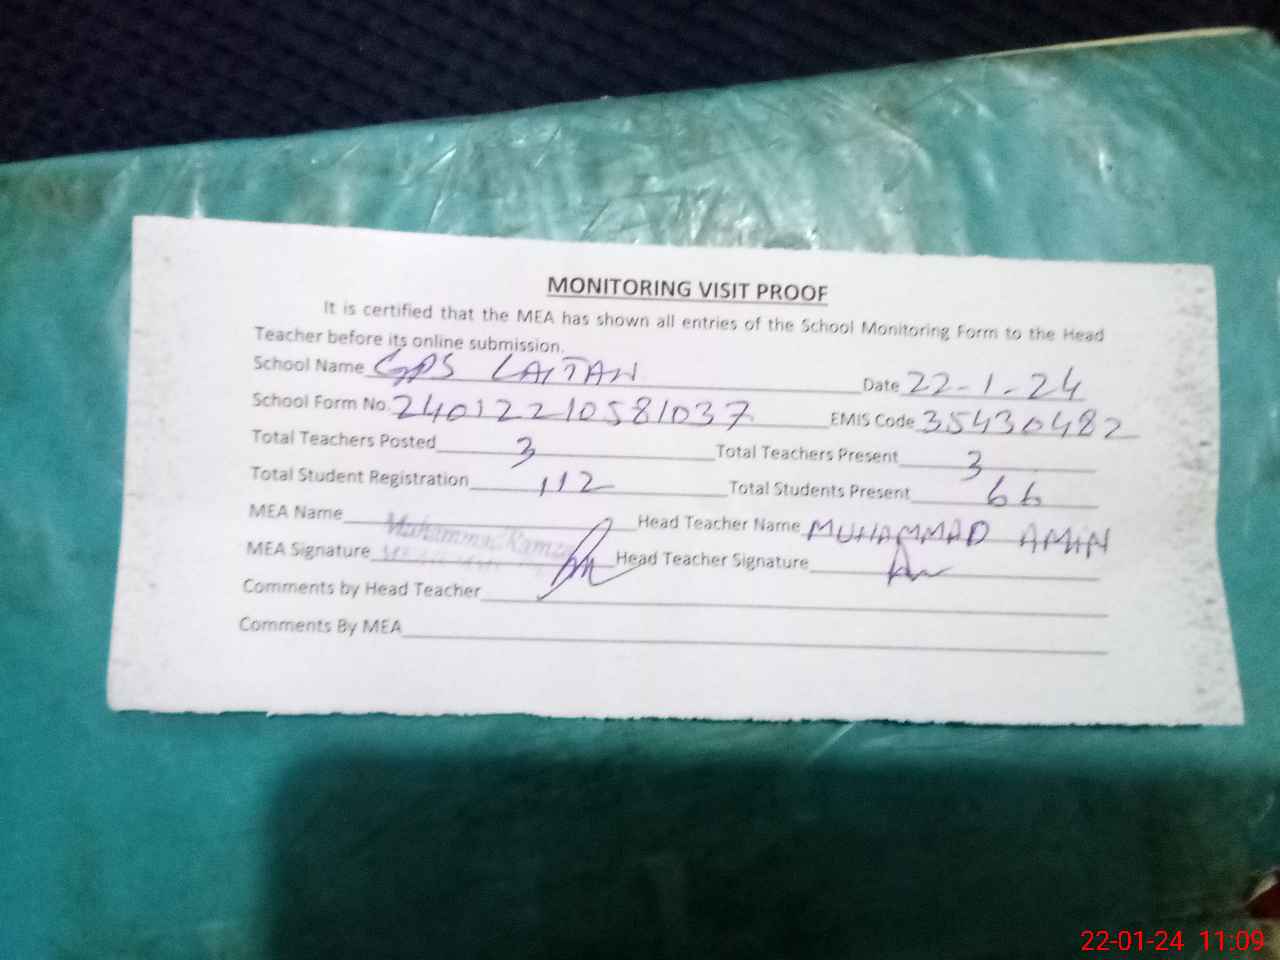 MONITORING VISIT PROOF
It is certified that the MEA has shown all entries of the School Monitoring Form to the Head
Teacher before its online submission.
School Name GPS LAITAN Date 22-1-24
School Form No. 24012210581037 EMIS Code 35430482
Total Teachers Posted 3 Total Teachers Present 3
Total Student Registration 112 Total Students Present 66
MEA Name Muhammad Head Teacher Name MUHAMMAD AMIN
MEA Signature Head Teacher Signature
Comments by Head Teacher
Comments By MEA
22-01-24 11:09